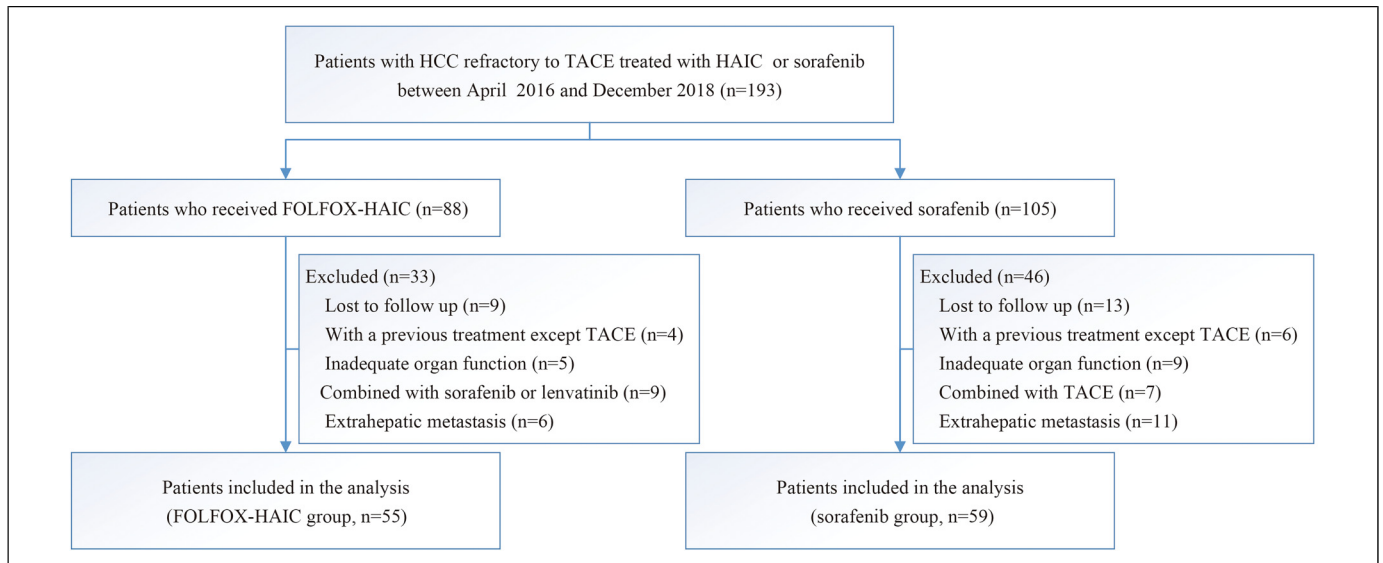 Patients with HCC refractory to TACE treated with HAIC or sorafenib
between April 2016 and December 2018 (n=193)
Patients who received FOLFOX-HAIC (n=88)
Patients who received sorafenib (n=105)
Excluded (n=33)
Lost to follow up (n=9)
With a previous treatment except TACE (n=4)
Inadequate organ function (n=5)
Combined with sorafenib or lenvatinib (n=9)
Extrahepatic metastasis (n=6)
Excluded (n=46)
Lost to follow up (n=13)
With a previous treatment except TACE (n=6)
Inadequate organ function (n=9)
Combined with TACE (n=7)
Extrahepatic metastasis (n=11)
Patients included in the analysis
(FOLFOX-HAIC group, n=55)
Patients included in the analysis
(sorafenib group, n=59)